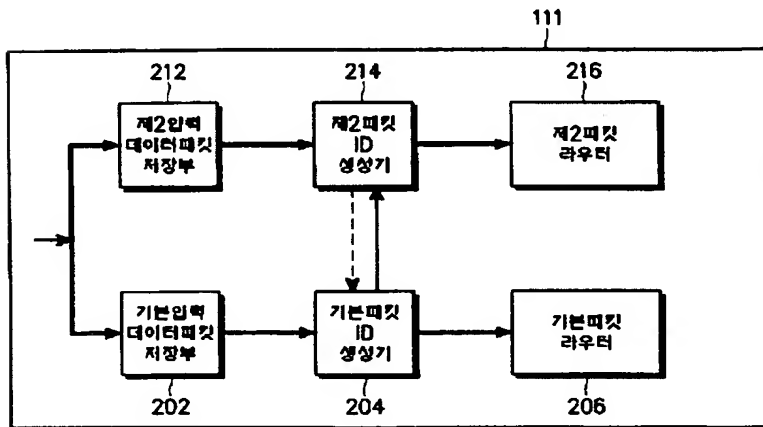 111
212
214
216
제2입력
데이터패킷
저장부
제2패킷
ID
생성기
제2패킷
라우터
기본입력
데이터패킷
저장부
기본패킷
ID
생성기
기본패킷
라우터
202
204
206